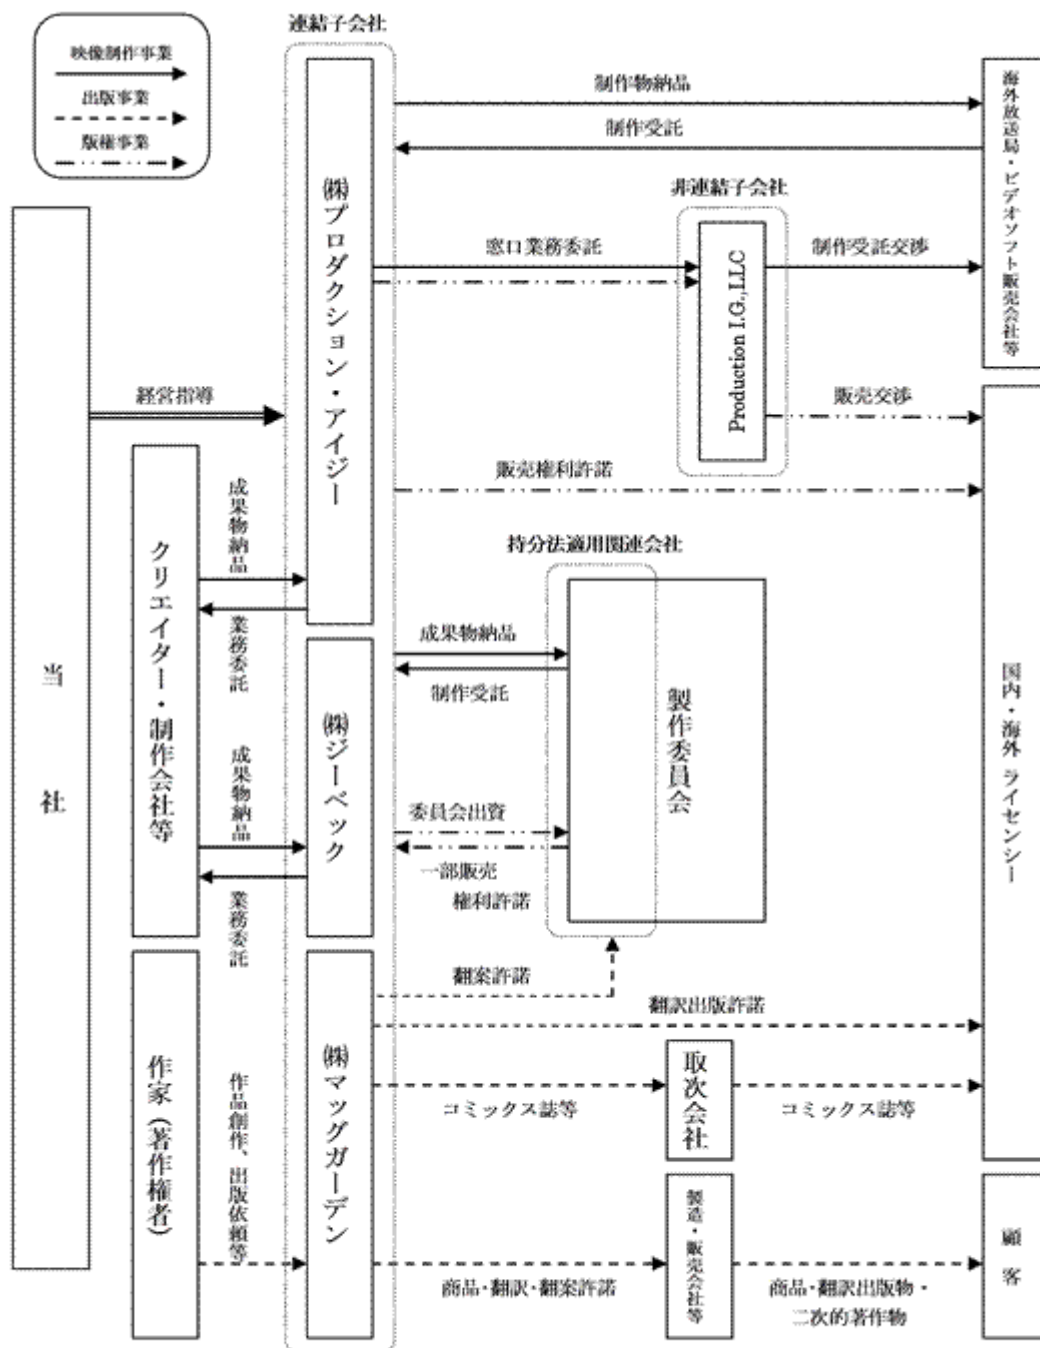 連結子会社
映像制作事業
出版事業
版権事業
制作物納品
制作受託
海外放送局・ビデオソフト販売会社等
㈱プロダクション・アイジー
非連結子会社
窓口業務委託
Production I.G.,LLC
制作受託交渉
経営指導
販売交渉
販売権利許諾
当社
クリエイター・制作会社等
成果物納品
業務委託
持分法適用関連会社
成果物納品
制作受託
製作委員会
国内・海外 ライセンシー
㈱ジーベック
成果物納品
業務委託
委員会出資
一部販売
権利許諾
翻案許諾
翻訳出版許諾
作家（著作権者）
作品創作、出版依頼等
㈱マッグガーデン
コミックス誌等
取次会社
コミックス誌等
商品・翻訳・翻案許諾
製造・販売会社等
商品・翻訳出版物・
二次的著作物
顧客